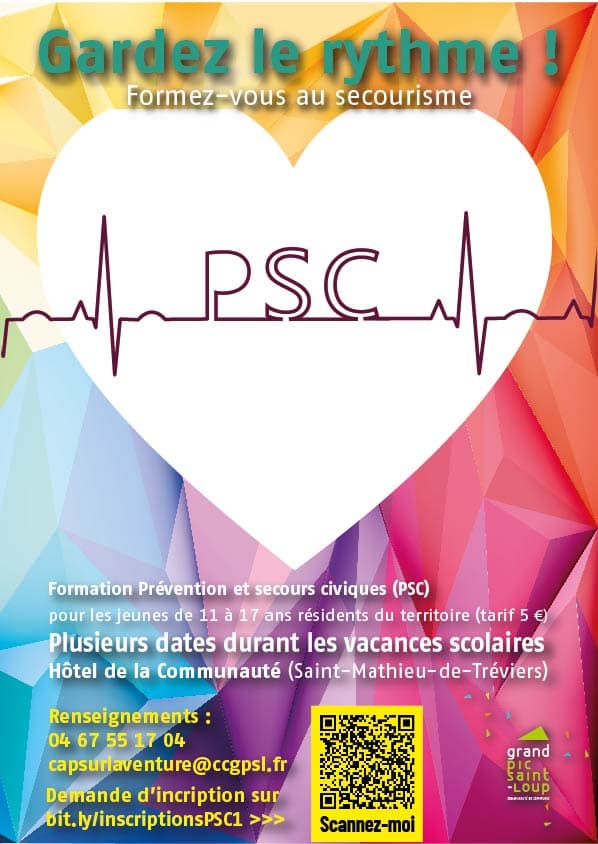 Gardez le rythme !
Formez-vous au secourisme
PSC
Formation Prévention et secours civiques (PSC)
pour les jeunes de 11 à 17 ans résidents du territoire (tarif 5 €)
Plusieurs dates durant les vacances scolaires
Hôtel de la Communauté (Saint-Mathieu-de-Tréviers)
Renseignements :
04 67 55 17 04
capsurlaventure@ccgpsl.fr
Demande d'incription sur
bit.ly/inscriptionsPSC1 >>>
Scannez-moi
grand
pic
saint
-Loup